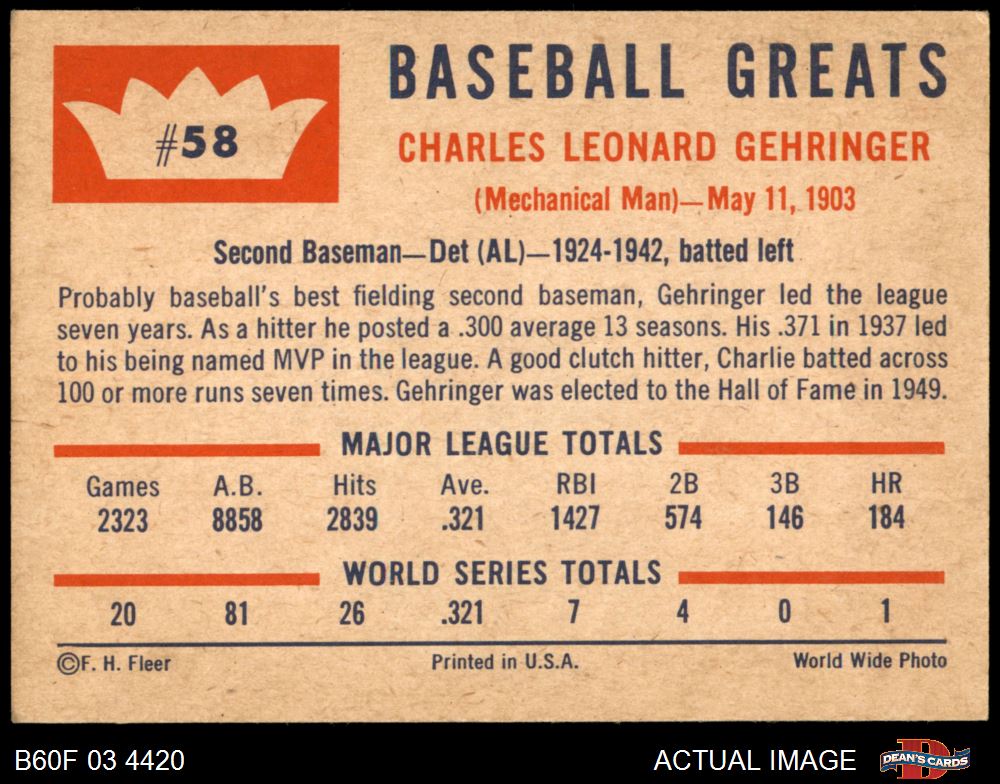 #58
BASEBALL GREATS
CHARLES LEONARD GEHRINGER
(Mechanical Man)—May 11, 1903
Second Baseman—Det (AL)—1924-1942, batted left
Probably baseball's best fielding second baseman, Gehringer led the league
seven years. As a hitter he posted a .300 average 13 seasons. His .371 in 1937 led
to his being named MVP in the league. A good clutch hitter, Charlie batted across
100 or more runs seven times. Gehringer was elected to the Hall of Fame in 1949.
MAJOR LEAGUE TOTALS
Games A.B. Hits Ave. RBI 2B 3B HR
2323 8858 2839 .321 1427 574 146 184
WORLD SERIES TOTALS
20 81 26 .321 7 4 0 1
©F. H. Fleer Printed in U.S.A. World Wide Photo
B60F 03 4420 ACTUAL IMAGE D DEAN'S CARDS